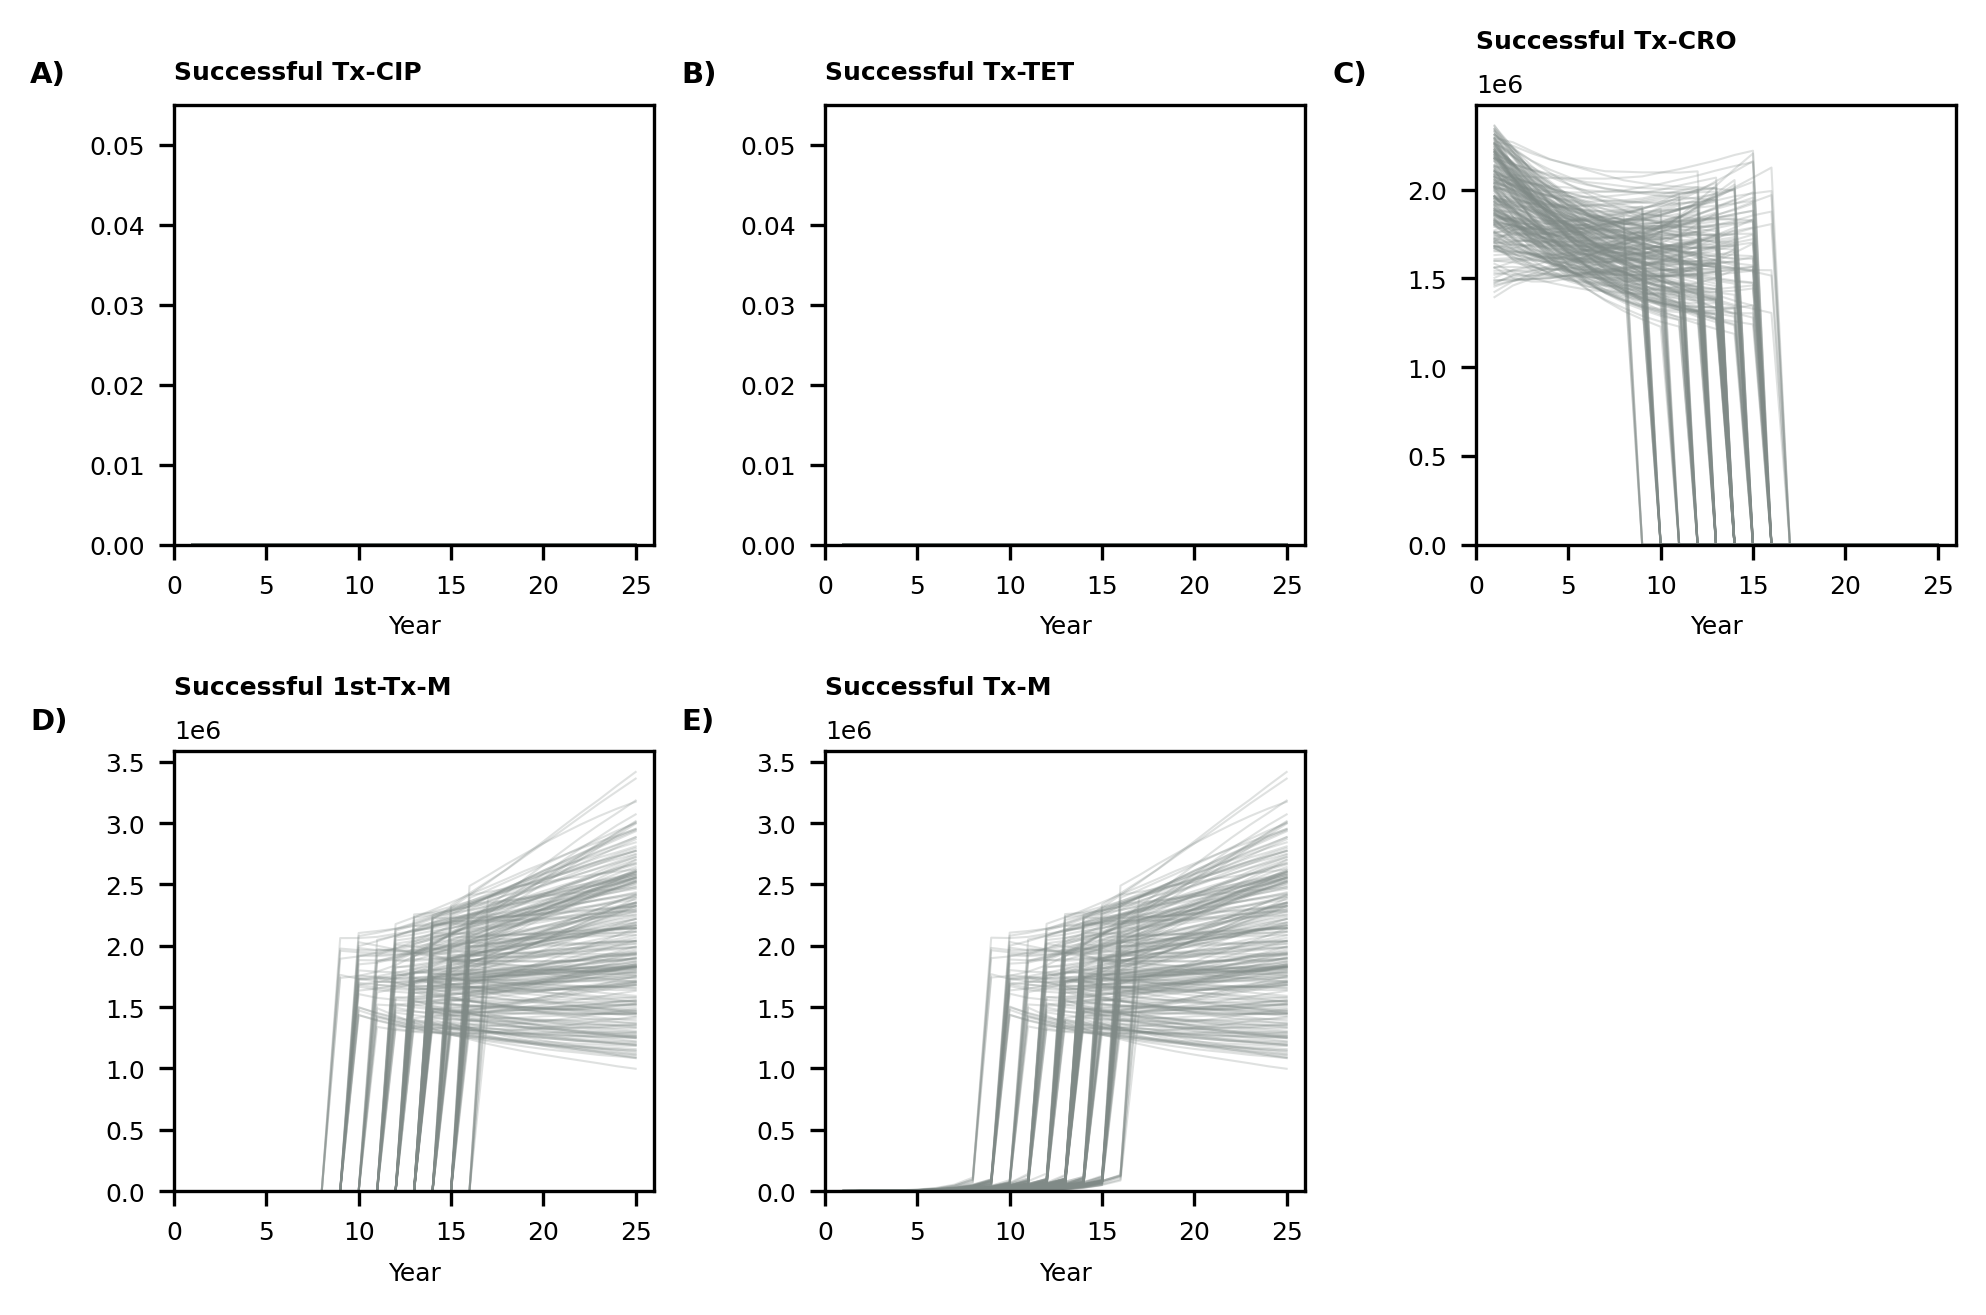 A)
Successful Tx-CIP
0.05
0.04
0.03
0.02
0.01
0.00
0 5 10 15 20 25
Year
B)
Successful Tx-TET
0.05
0.04
0.03
0.02
0.01
0.00
0 5 10 15 20 25
Year
C)
Successful Tx-CRO
1e6
2.0
1.5
1.0
0.5
0.0
0 5 10 15 20 25
Year
D)
Successful 1st-Tx-M
1e6
3.5
3.0
2.5
2.0
1.5
1.0
0.5
0.0
0 5 10 15 20 25
Year
E)
Successful Tx-M
1e6
3.5
3.0
2.5
2.0
1.5
1.0
0.5
0.0
0 5 10 15 20 25
Year